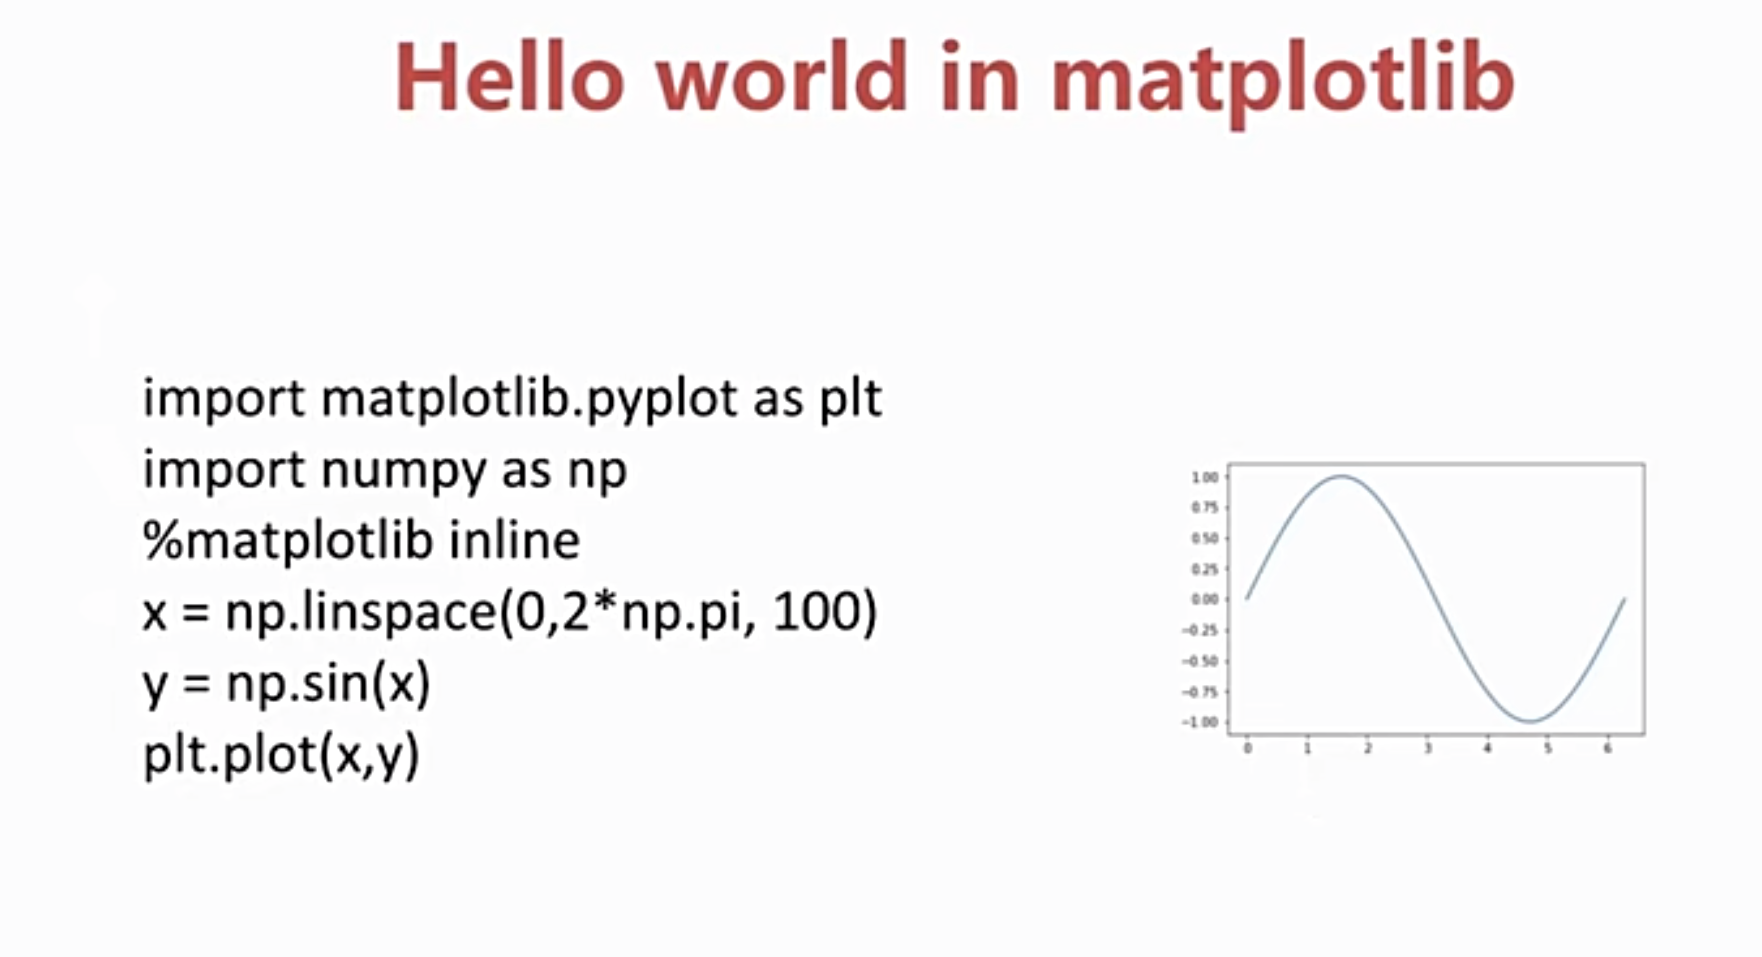 Hello world in matplotlib
import matplotlib.pyplot as plt
import numpy as np
%matplotlib inline
x = np.linspace(0,2*np.pi, 100)
y = np.sin(x)
plt.plot(x,y)
1.00
0.75
0.50
0.25
0.00
−0.25
−0.50
−0.75
−1.00
0 1 2 3 4 5 6